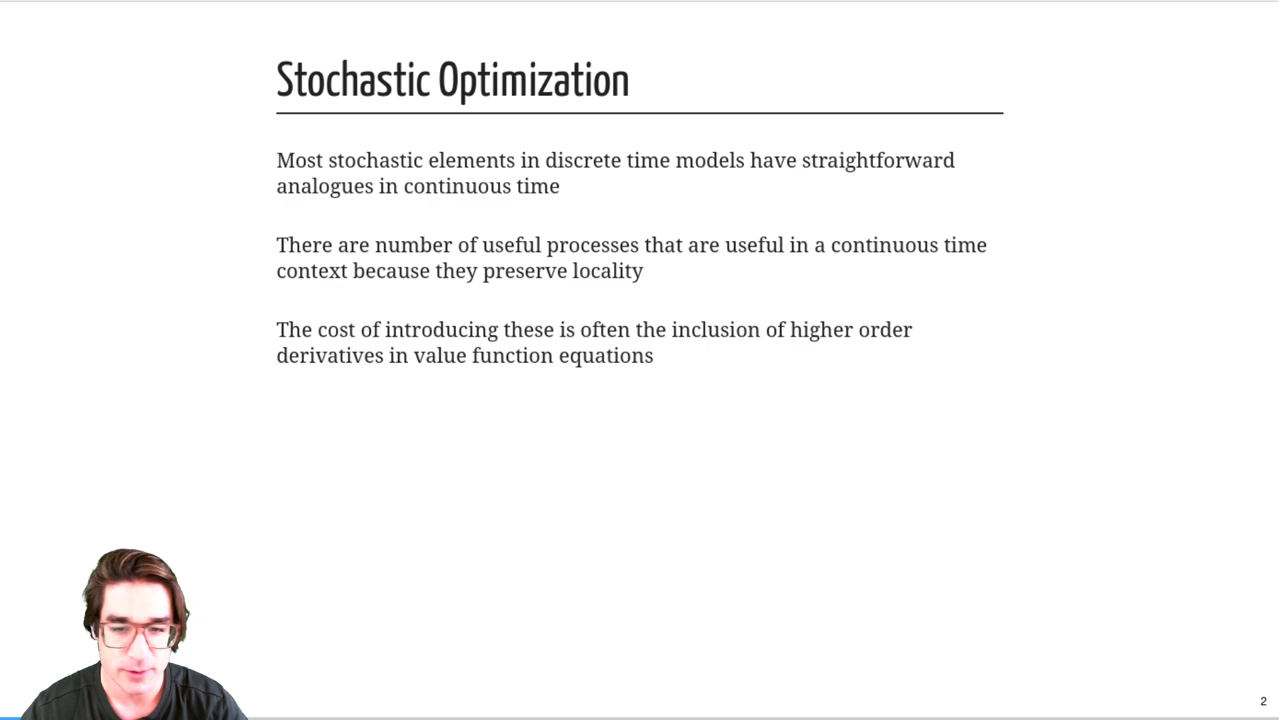 Stochastic Optimization
Most stochastic elements in discrete time models have straightforward
analogues in continuous time
There are number of useful processes that are useful in a continuous time
context because they preserve locality
The cost of introducing these is often the inclusion of higher order
derivatives in value function equations
2